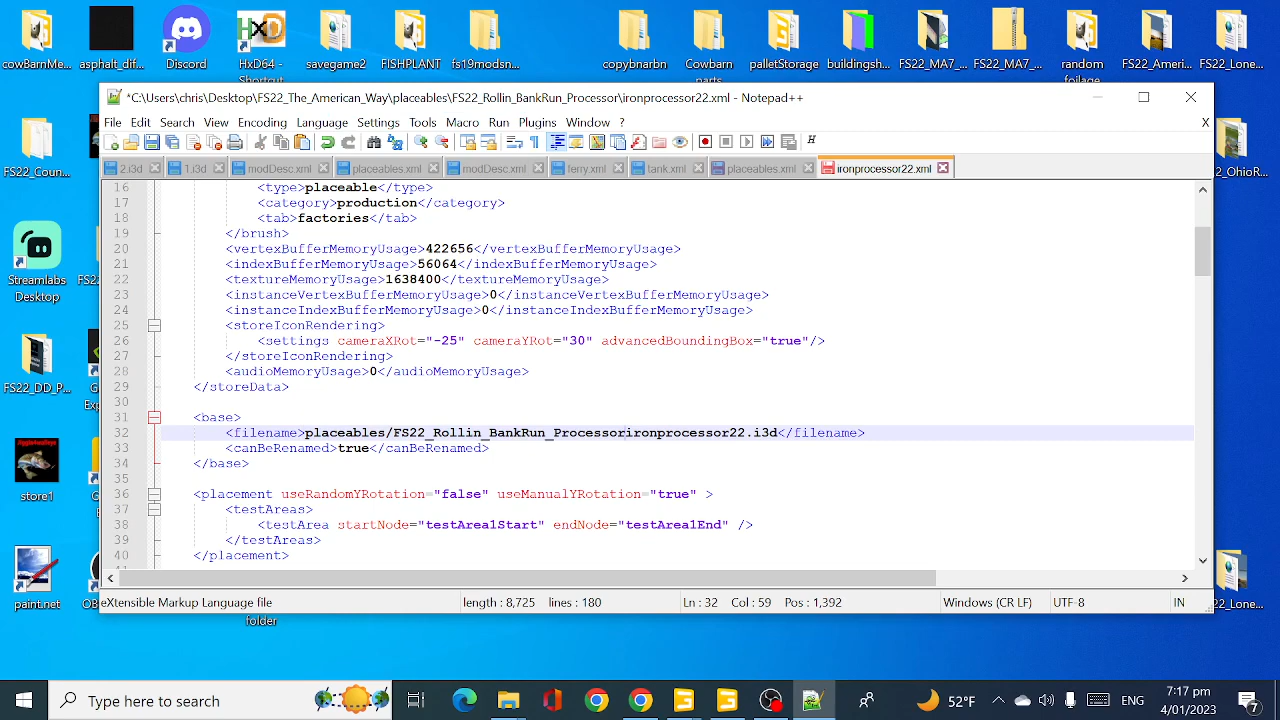 cowBarnMe...
asphalt_dif...
Discord
HxD64 -
Shortcut
savegame2
FISHPLANT
fs19modsn...
copybnarbn
Cowbarn
parts
palletStorage
buildingsh...
FS22_MA7_...
FS22_MA7_...
random
foilage
FS22_Ameri...
FS22_Lone...
*C:\Users\chris\Desktop\FS22_The_American_Way\placeables\FS22_Rollin_BankRun_Processor\ironprocessor22.xml - Notepad++
File Edit Search View Encoding Language Settings Tools Macro Run Plugins Window ? X
2.i3d 1.i3d modDesc.xml placeables.xml modDesc.xml ferry.xml tank.xml placeables.xml ironprocessor22.xml
16 <type>placeable</type>
17 <category>production</category>
18 <tab>factories</tab>
19 </brush>
20 <vertexBufferMemoryUsage>422656</vertexBufferMemoryUsage>
21 <indexBufferMemoryUsage>56064</indexBufferMemoryUsage>
22 <textureMemoryUsage>1638400</textureMemoryUsage>
23 <instanceVertexBufferMemoryUsage>0</instanceVertexBufferMemoryUsage>
24 <instanceIndexBufferMemoryUsage>0</instanceIndexBufferMemoryUsage>
25 <storeIconRendering>
26 <settings cameraXRot="-25" cameraYRot="30" advancedBoundingBox="true"/>
27 </storeIconRendering>
28 <audioMemoryUsage>0</audioMemoryUsage>
29 </storeData>
30
31 <base>
32 <filename>placeables/FS22_Rollin_BankRun_Processorironprocessor22.i3d</filename>
33 <canBeRenamed>true</canBeRenamed>
34 </base>
35
36 <placement useRandomYRotation="false" useManualYRotation="true" >
37 <testAreas>
38 <testArea startNode="testArea1Start" endNode="testArea1End" />
39 </testAreas>
40 </placement>
eXtensible Markup Language file length : 8,725 lines : 180 Ln : 32 Col : 59 Pos : 1,392 Windows (CR LF) UTF-8 IN
FS22_Coun...
Streamlabs
Desktop
FS22_DD_P...
store1
paint.net
folder
FS22_Lone...
Type here to search
52°F
ENG
7:17 pm
4/01/2023
7